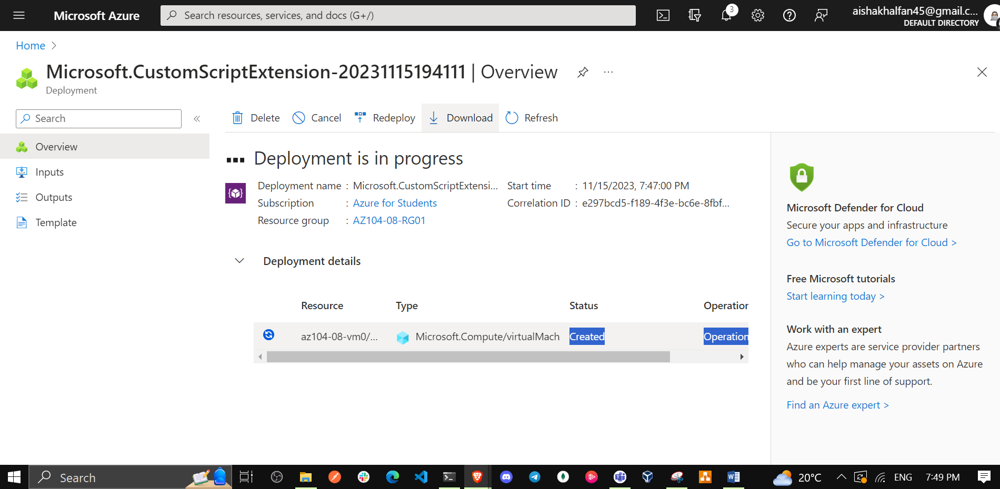 Microsoft Azure
Search resources, services, and docs (G+/)
3
aishakhalfan45@gmail.c...
DEFAULT DIRECTORY
Home
Microsoft.CustomScriptExtension-20231115194111 | Overview
...
Deployment
Search
«
Delete
Cancel
Redeploy
Download
Refresh
Overview
Inputs
Outputs
Template
Deployment is in progress
Deployment name : Microsoft.CustomScriptExtensi...
Start time : 11/15/2023, 7:47:00 PM
Subscription : Azure for Students
Correlation ID : e297bcd5-f189-4f3e-bc6e-8fbf...
Resource group : AZ104-08-RG01
Deployment details
Resource Type Status Operation
az104-08-vm0/... Microsoft.Compute/virtualMach Created Operation
Microsoft Defender for Cloud
Secure your apps and infrastructure
Go to Microsoft Defender for Cloud >
Free Microsoft tutorials
Start learning today >
Work with an expert
Azure experts are service provider partners
who can help manage your assets on Azure
and be your first line of support.
Find an Azure expert >
Search
20°C
ENG
7:49 PM